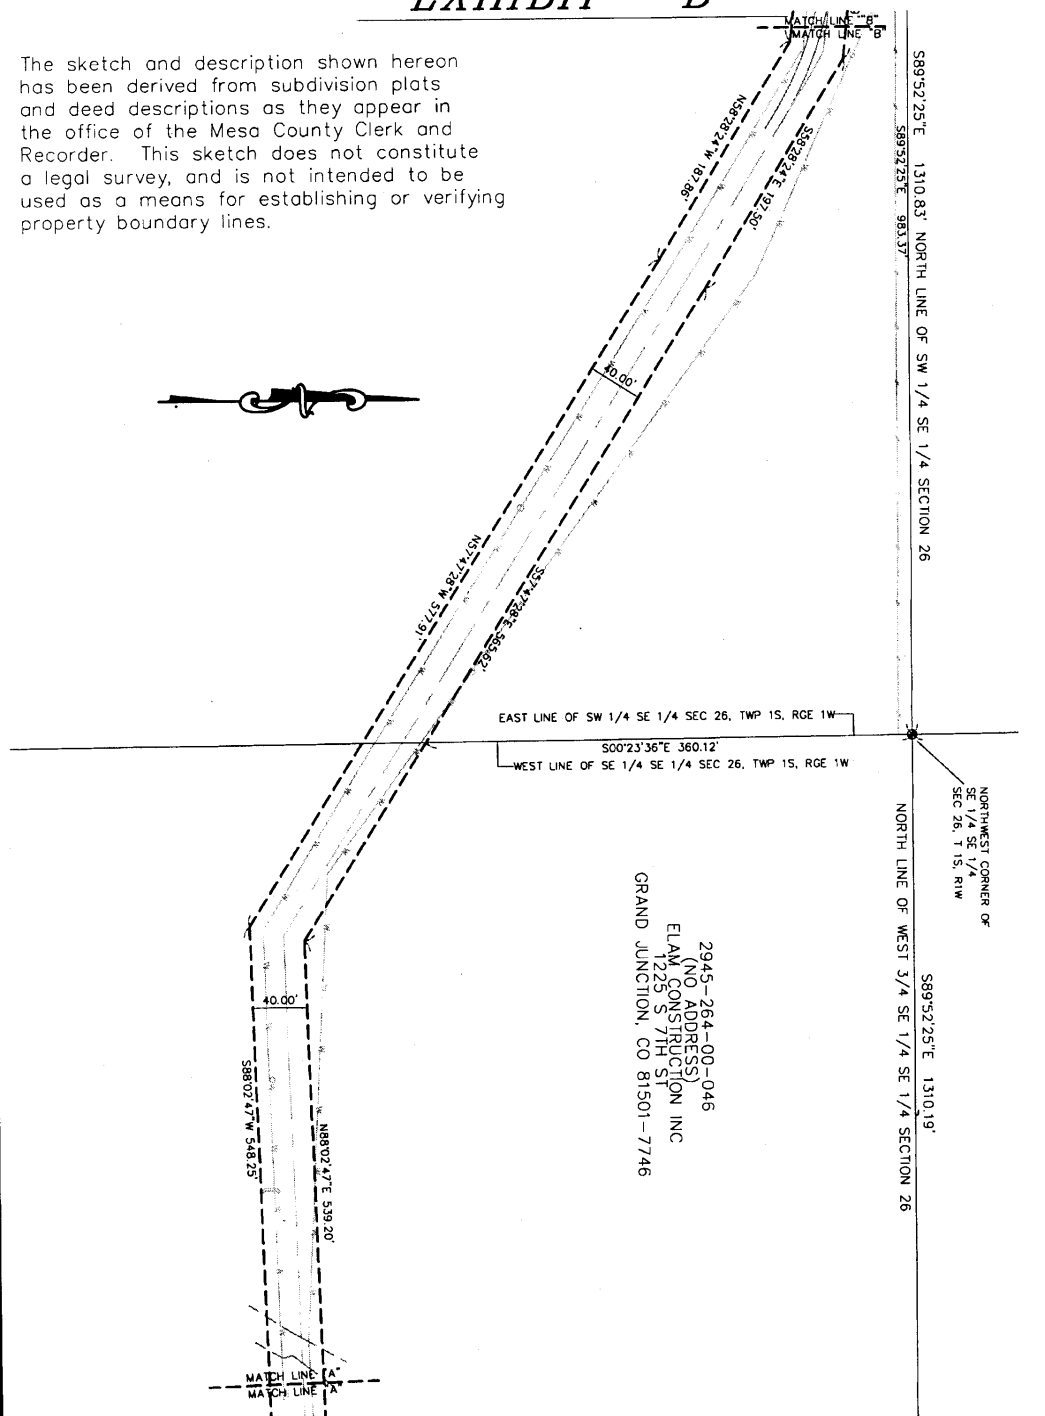 EXHIBIT "B"
MATCH LINE "B"
MATCH LINE "B"
The sketch and description shown hereon
has been derived from subdivision plats
and deed descriptions as they appear in
the office of the Mesa County Clerk and
Recorder. This sketch does not constitute
a legal survey, and is not intended to be
used as a means for establishing or verifying
property boundary lines.
N58°28'24"W 187.86'
S58°28'24"E 197.50'
S89°52'25"E 983.37'
S89°52'25"E 1310.83' NORTH LINE OF SW 1/4 SE 1/4 SECTION 26
40.00'
N57°47'28"W 577.91'
S57°47'28"E 565.62'
EAST LINE OF SW 1/4 SE 1/4 SEC 26, TWP 1S, RGE 1W
S00°23'36"E 360.12'
WEST LINE OF SE 1/4 SE 1/4 SEC 26, TWP 1S, RGE 1W
NORTHWEST CORNER OF
SE 1/4 SE 1/4
SEC 26, T 1S, R1W
NORTH LINE OF WEST 3/4 SE 1/4 SE 1/4 SECTION 26
S89°52'25"E 1310.19'
2945-264-00-046
(NO ADDRESS)
ELAM CONSTRUCTION INC
1225 S 7TH ST
GRAND JUNCTION, CO 81501-7746
40.00'
S88°02'47"W 548.25'
N88°02'47"E 539.20'
MATCH LINE "A"
MATCH LINE "A"